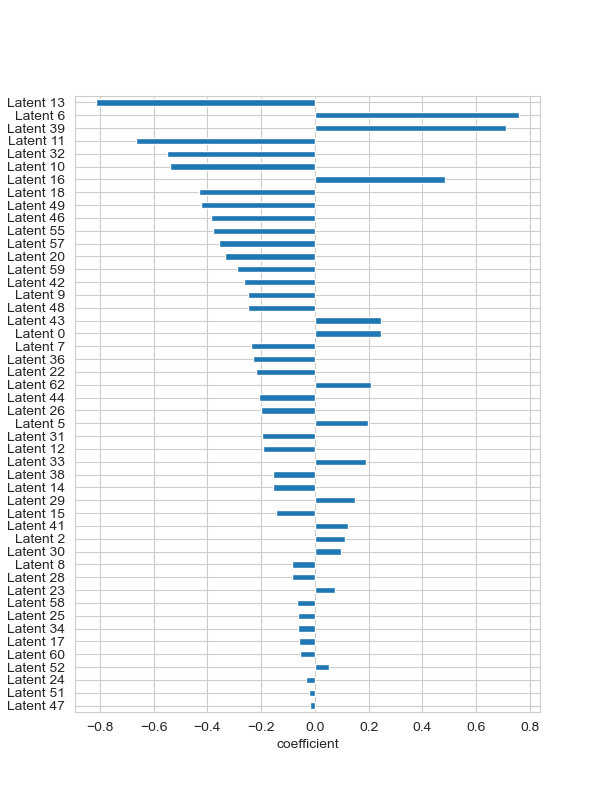 Latent 13
Latent 6
Latent 39
Latent 11
Latent 32
Latent 10
Latent 16
Latent 18
Latent 49
Latent 46
Latent 55
Latent 57
Latent 20
Latent 59
Latent 42
Latent 9
Latent 48
Latent 43
Latent 0
Latent 7
Latent 36
Latent 22
Latent 62
Latent 44
Latent 26
Latent 5
Latent 31
Latent 12
Latent 33
Latent 38
Latent 14
Latent 29
Latent 15
Latent 41
Latent 2
Latent 30
Latent 8
Latent 28
Latent 23
Latent 58
Latent 25
Latent 34
Latent 17
Latent 60
Latent 52
Latent 24
Latent 51
Latent 47
−0.8 −0.6 −0.4 −0.2 0.0 0.2 0.4 0.6 0.8
coefficient